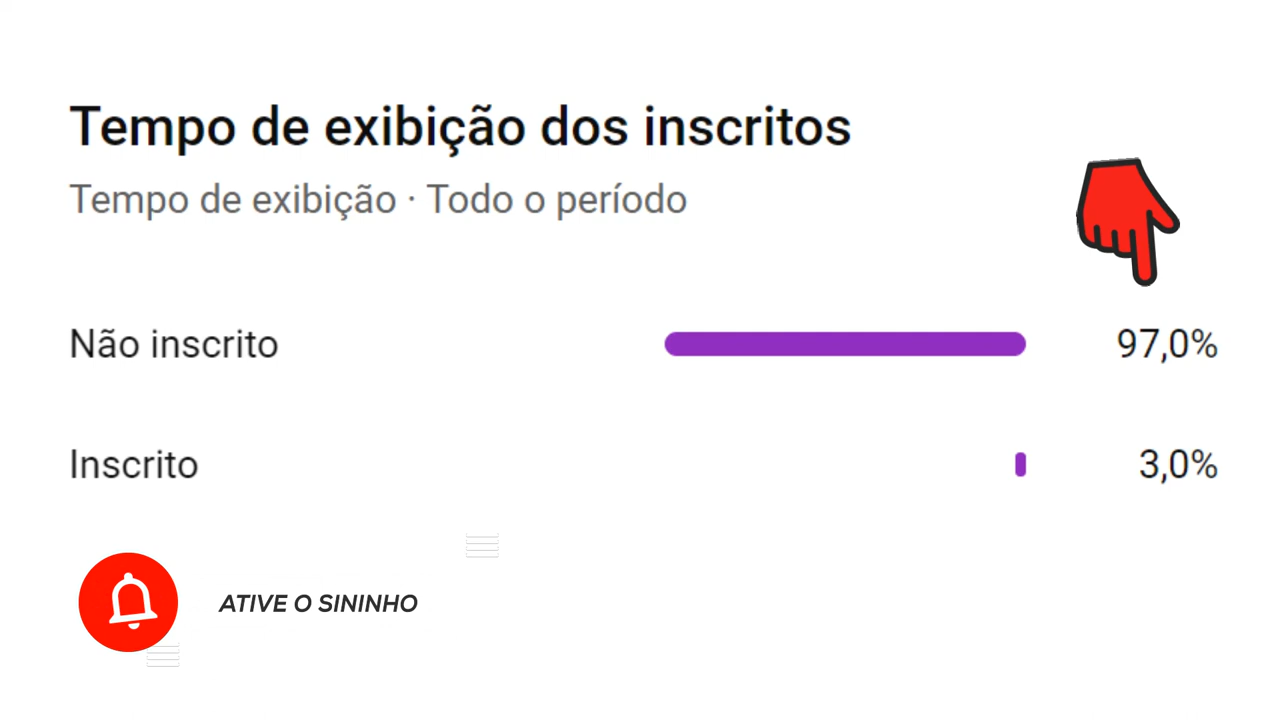 Tempo de exibição dos inscritos
Tempo de exibição · Todo o período
Não inscrito 97,0%
Inscrito 3,0%
ATIVE O SININHO